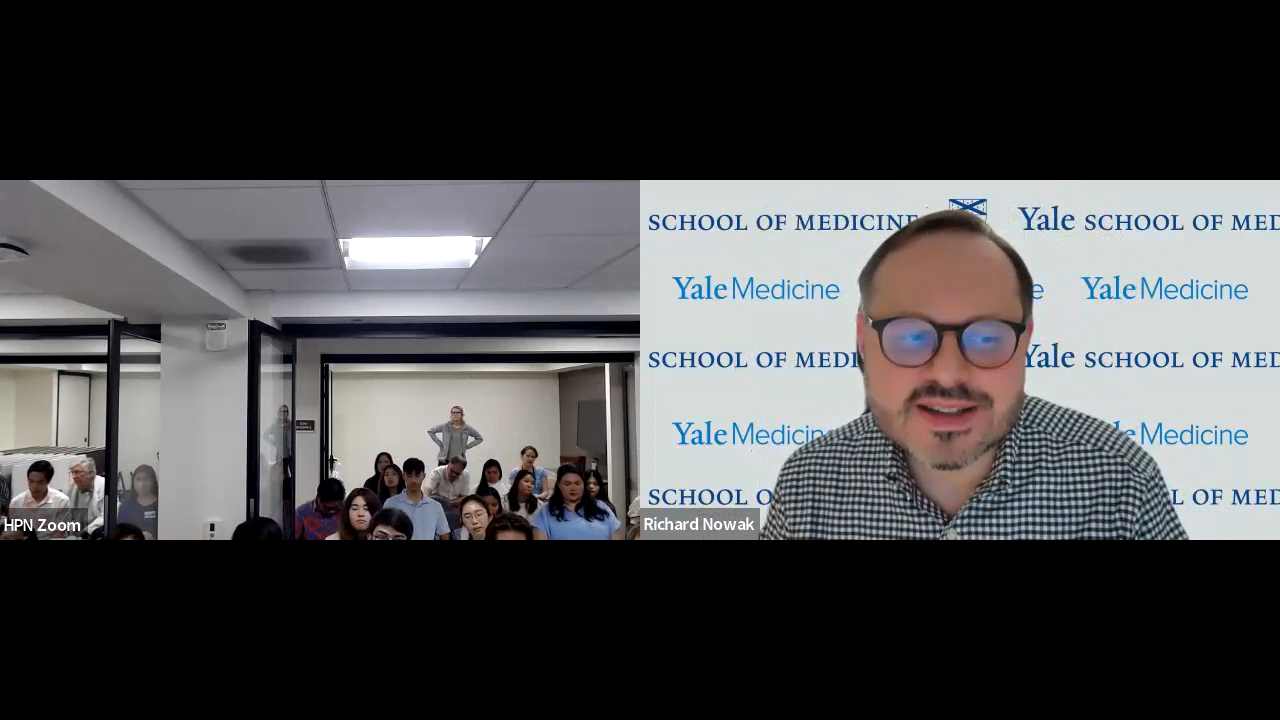 SCHOOL OF MEDICINE Yale SCHOOL OF MED
Yale Medicine e Yale Medicine
SCHOOL OF MEDI Yale SCHOOL OF MED
Yale Medicin Medicine
SCHOOL O L OF MED
HPN Zoom
Richard Nowak